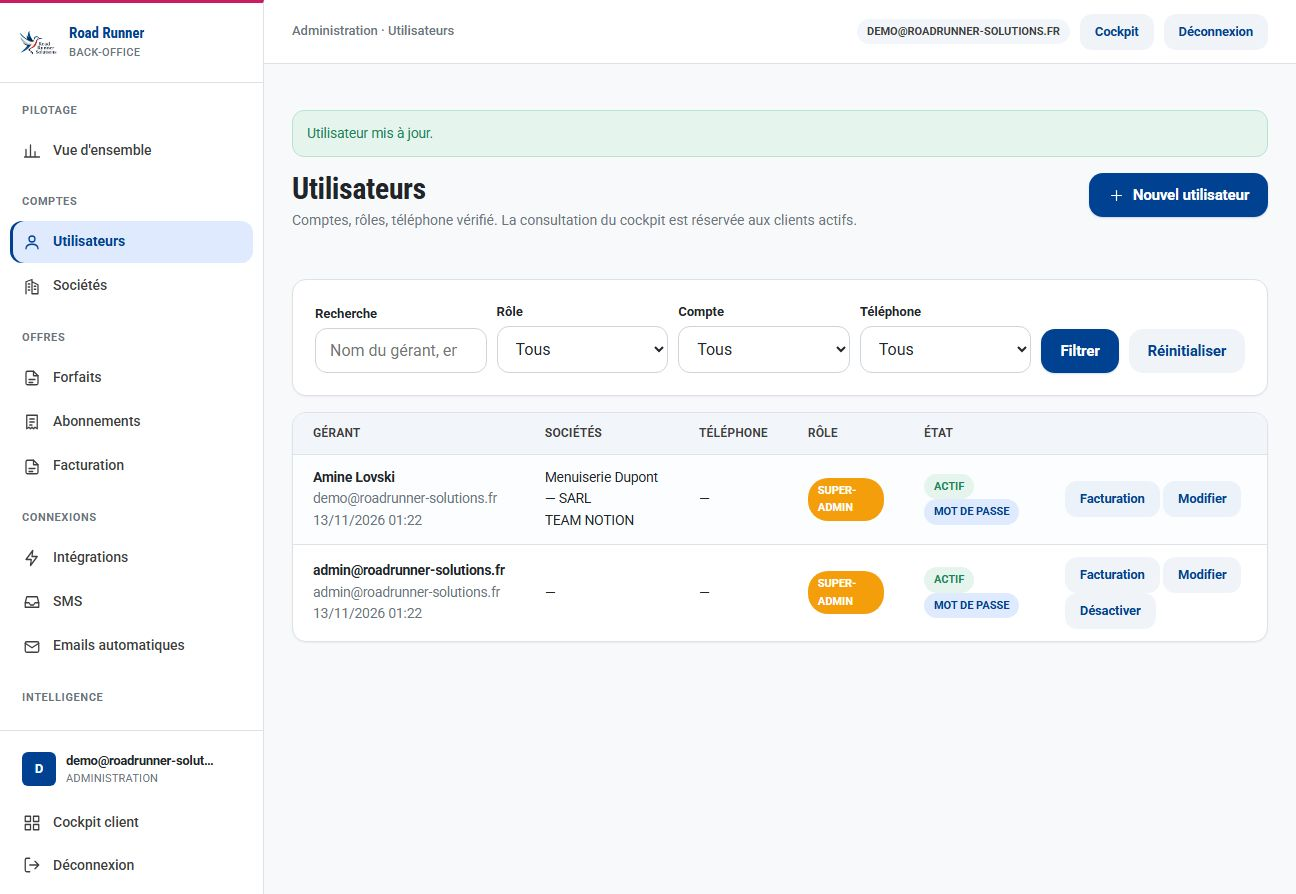 Road Runner
BACK-OFFICE
Road
Runner
Solutions
PILOTAGE
Vue d'ensemble
COMPTES
Utilisateurs
Sociétés
OFFRES
Forfaits
Abonnements
Facturation
CONNEXIONS
Intégrations
SMS
Emails automatiques
INTELLIGENCE
D
demo@roadrunner-solut...
ADMINISTRATION
Cockpit client
Déconnexion
Administration · Utilisateurs
DEMO@ROADRUNNER-SOLUTIONS.FR
Cockpit
Déconnexion
Utilisateur mis à jour.
Utilisateurs
Comptes, rôles, téléphone vérifié. La consultation du cockpit est réservée aux clients actifs.
+ Nouvel utilisateur
Recherche
Nom du gérant, er
Rôle
Tous
Compte
Tous
Téléphone
Tous
Filtrer
Réinitialiser
GÉRANT SOCIÉTÉS TÉLÉPHONE RÔLE ÉTAT
Amine Lovski
demo@roadrunner-solutions.fr
13/11/2026 01:22
Menuiserie Dupont
— SARL
TEAM NOTION
—
SUPER-
ADMIN
ACTIF
MOT DE PASSE
Facturation
Modifier
admin@roadrunner-solutions.fr
admin@roadrunner-solutions.fr
13/11/2026 01:22
—
—
SUPER-
ADMIN
ACTIF
MOT DE PASSE
Facturation
Modifier
Désactiver